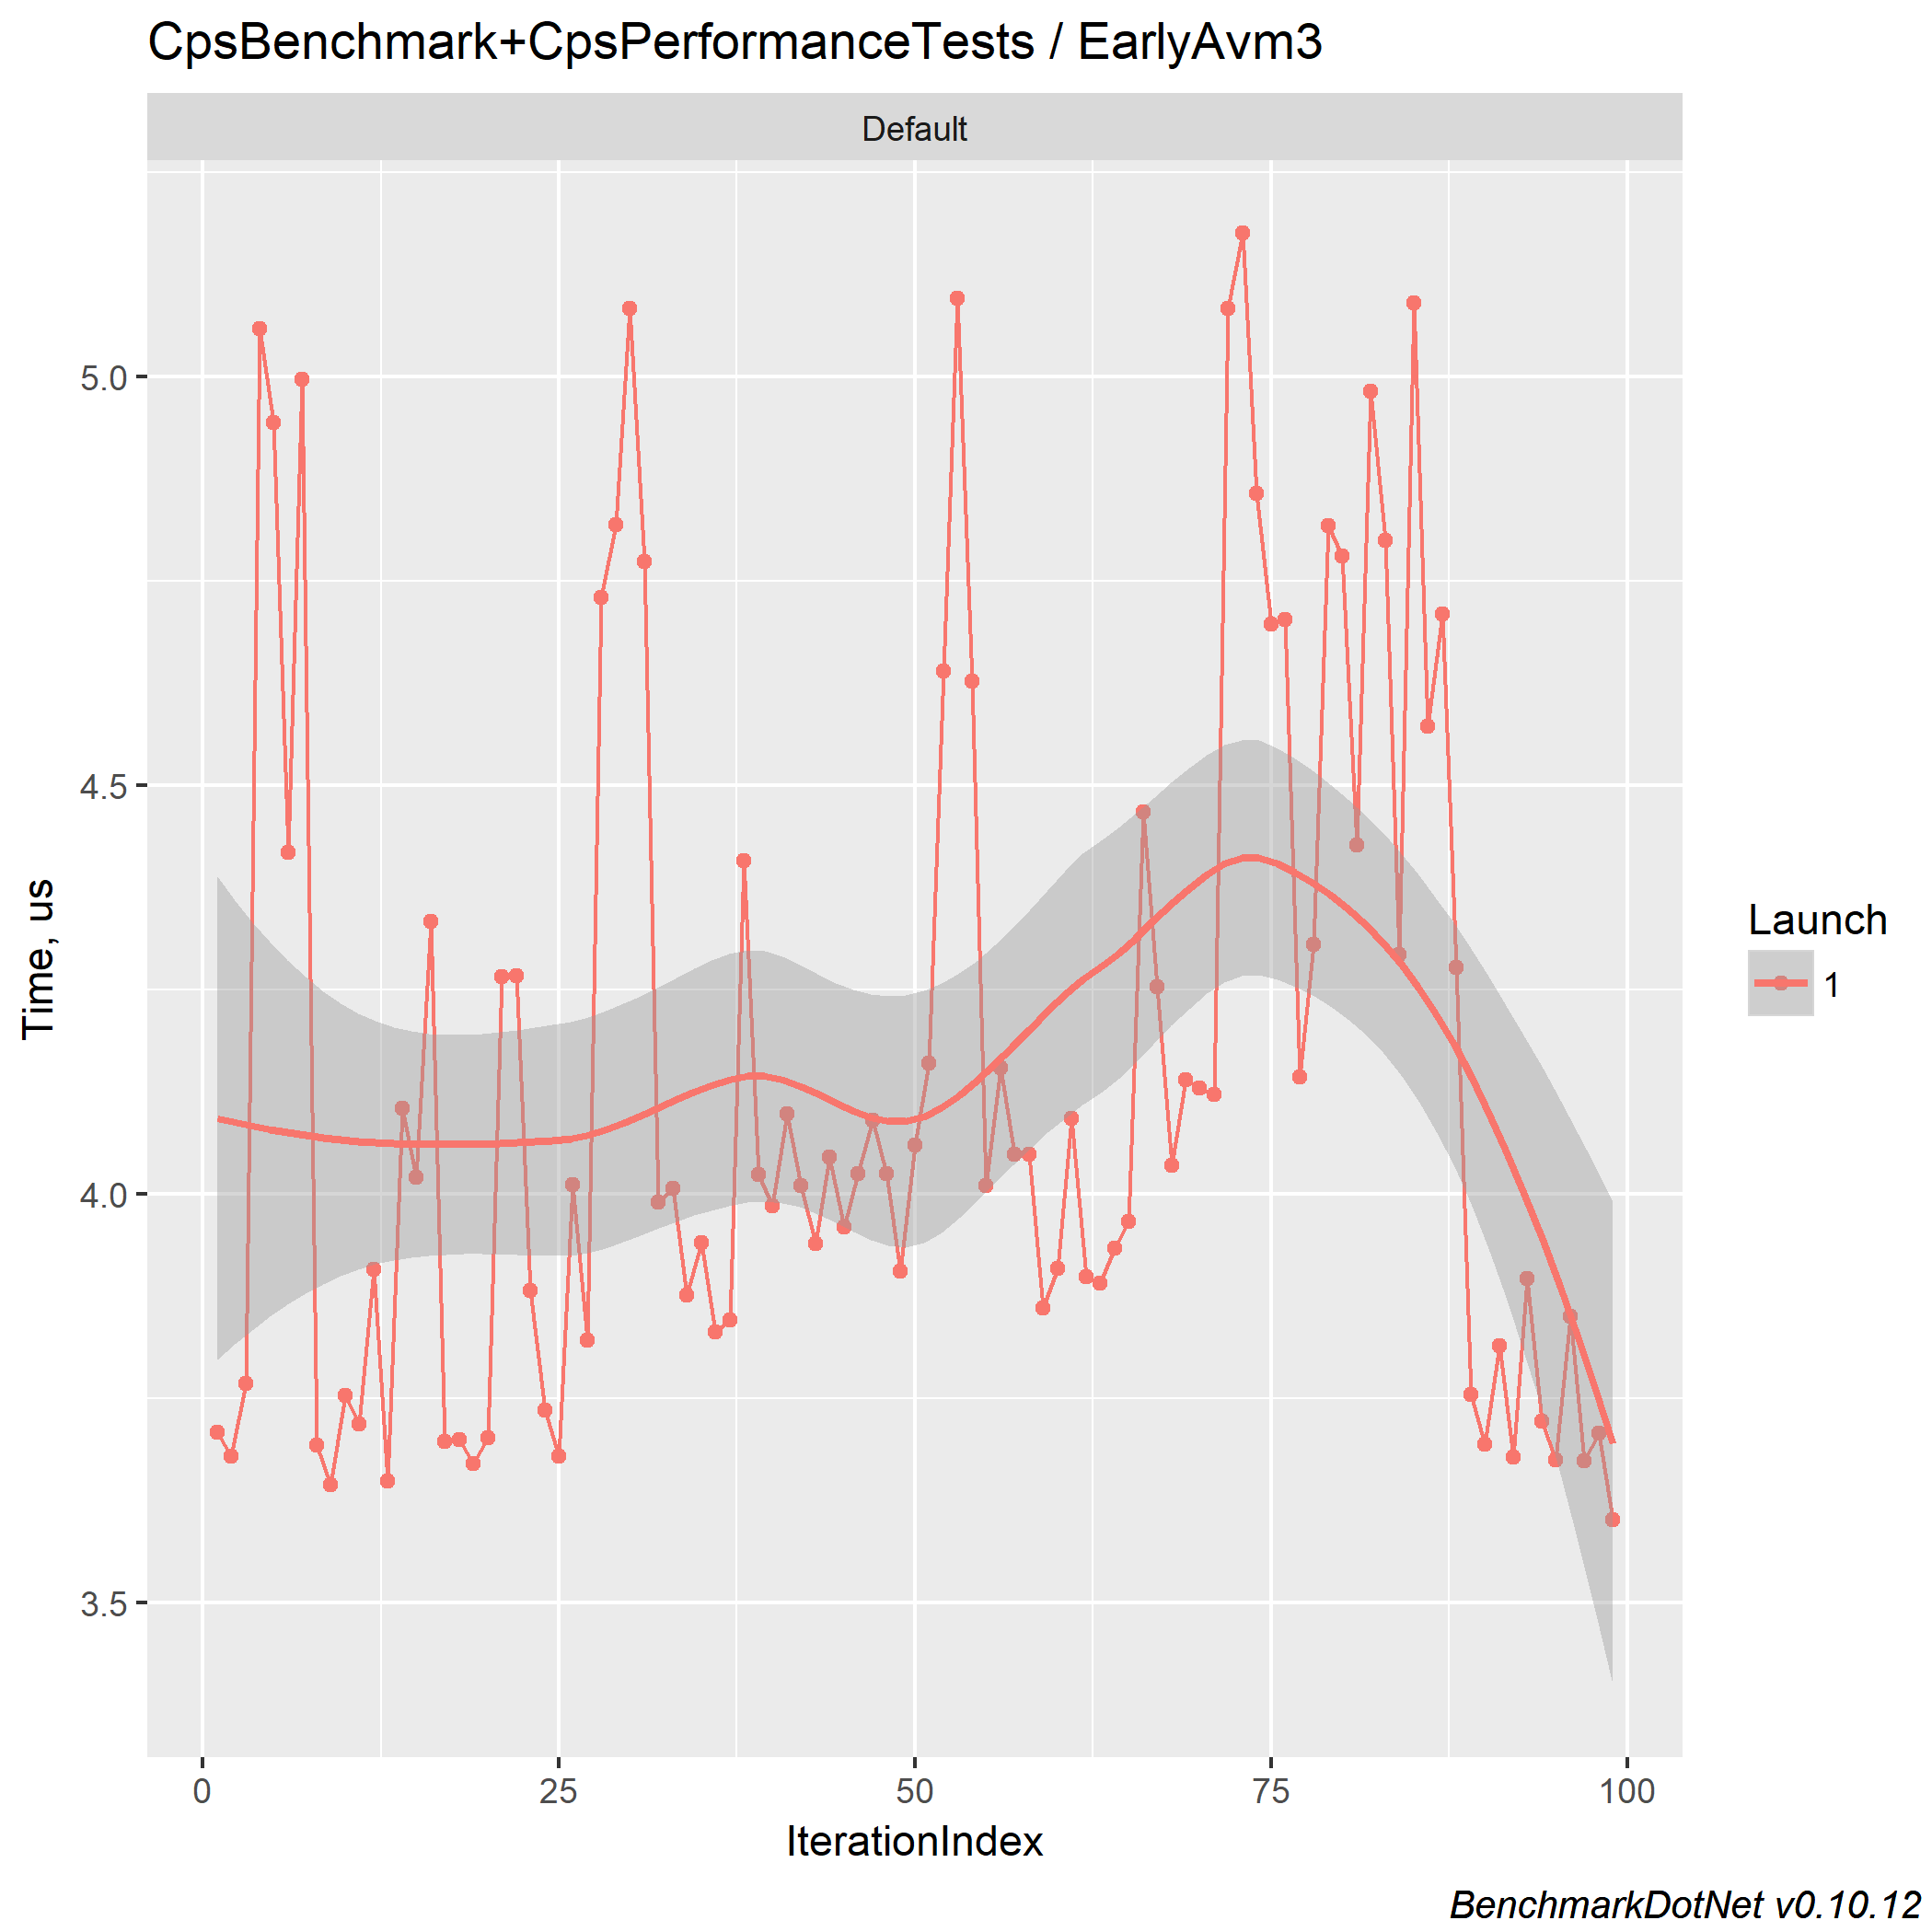 CpsBenchmark+CpsPerformanceTests / EarlyAvm3
Default
Time, us
5.0
4.5
4.0
3.5
0 25 50 75 100
IterationIndex
Launch
1
BenchmarkDotNet v0.10.12